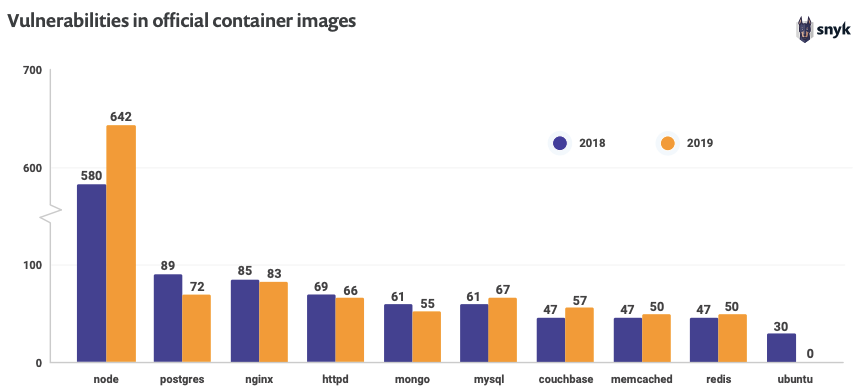 Vulnerabilities in official container images
snyk
700
642
2018
2019
600
580
100
89
72
85
83
69
66
61
55
61
67
47
57
47
50
47
50
30
0
0
node
postgres
nginx
httpd
mongo
mysql
couchbase
memcached
redis
ubuntu